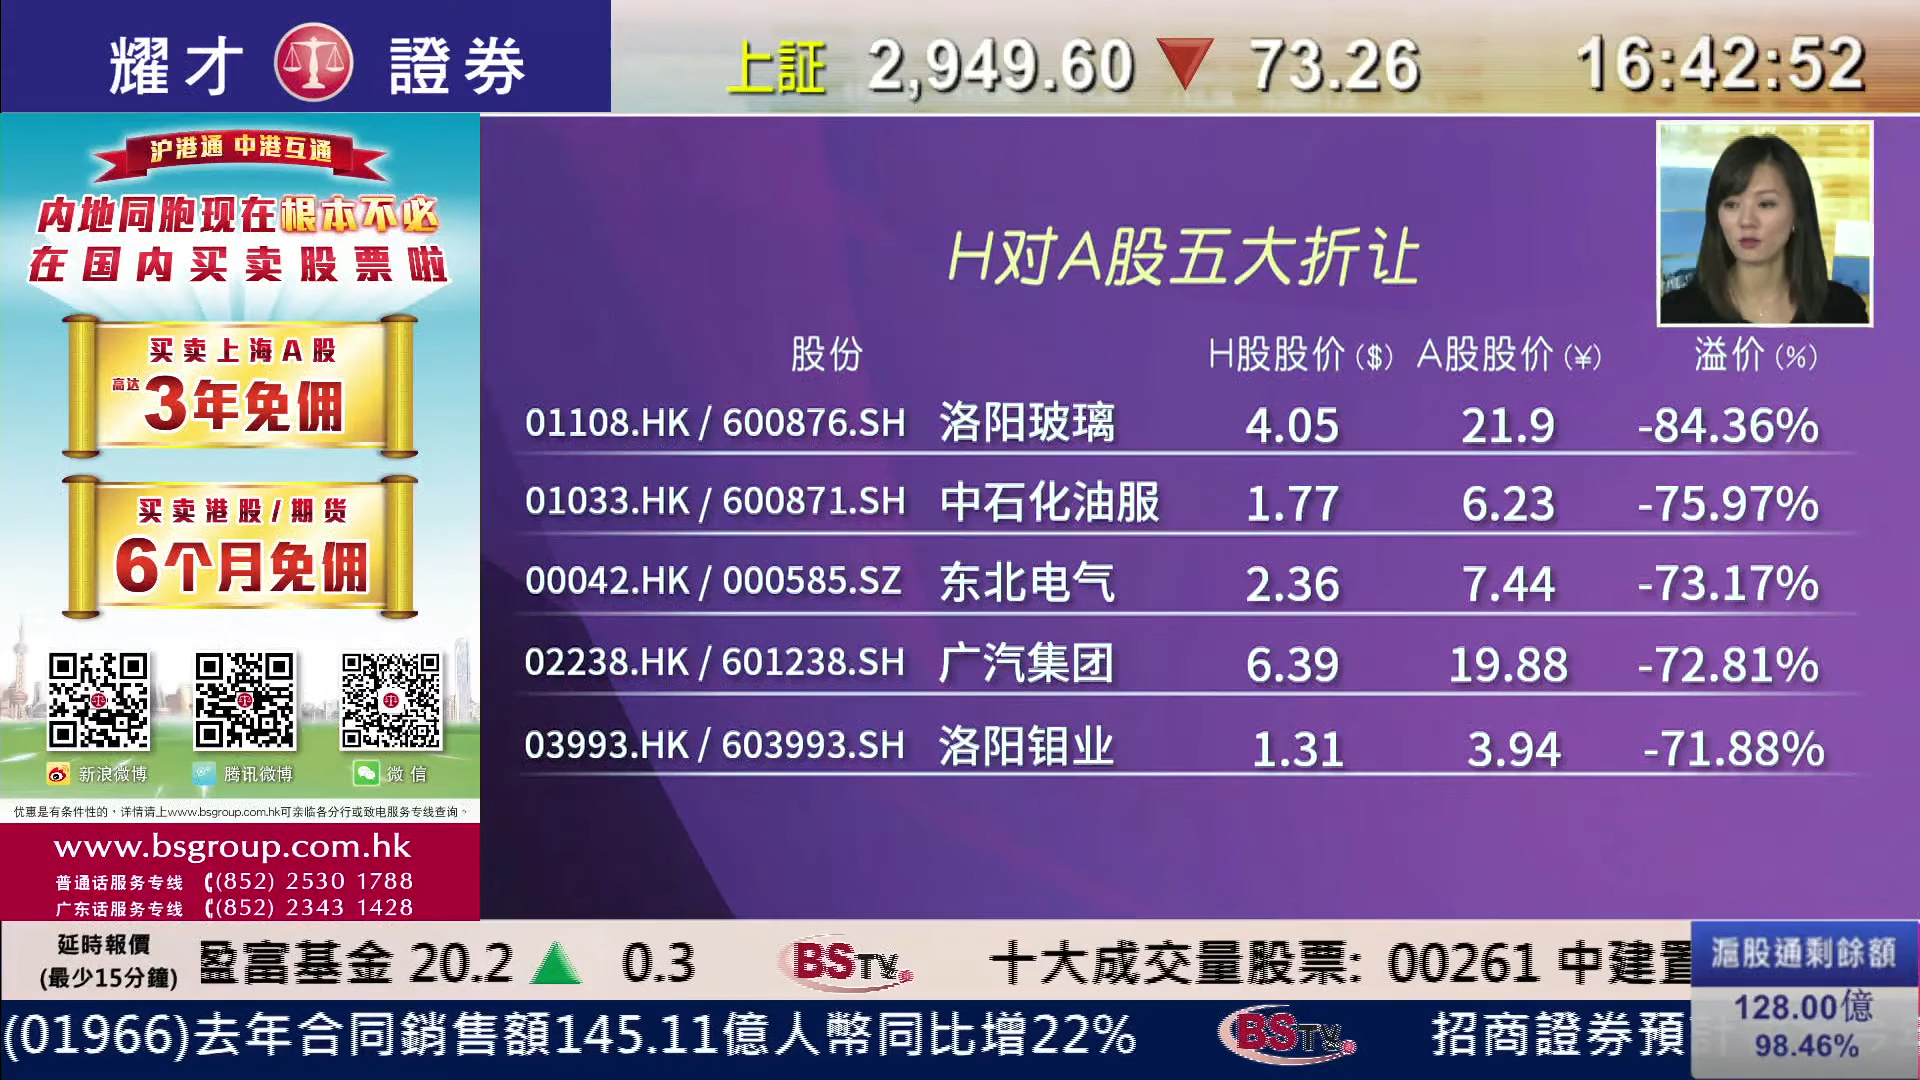 耀才 證券
上証 2,949.60 73.26 16:42:52
沪港通 中港互通
内地同胞现在根本不必
在国内买卖股票啦
买卖上海A股
高达3年免佣
买卖港股/期货
6个月免佣
新浪微博 腾讯微博 微信
优惠是有条件性的，详情请上www.bsgroup.com.hk可亲临各分行或致电服务专线查询。
www.bsgroup.com.hk
普通话服务专线 (852) 2530 1788
广东话服务专线 (852) 2343 1428
H对A股五大折让
股份 H股股价($) A股股价(¥) 溢价(%)
01108.HK / 600876.SH 洛阳玻璃 4.05 21.9 -84.36%
01033.HK / 600871.SH 中石化油服 1.77 6.23 -75.97%
00042.HK / 000585.SZ 东北电气 2.36 7.44 -73.17%
02238.HK / 601238.SH 广汽集团 6.39 19.88 -72.81%
03993.HK / 603993.SH 洛阳钼业 1.31 3.94 -71.88%
延時報價
(最少15分鐘)
盈富基金 20.2 0.3 BSTV 十大成交量股票: 00261 中建置
滬股通剩餘額
128.00億
98.46%
(01966)去年合同銷售額145.11億人幣同比增22% BSTV 招商證券預